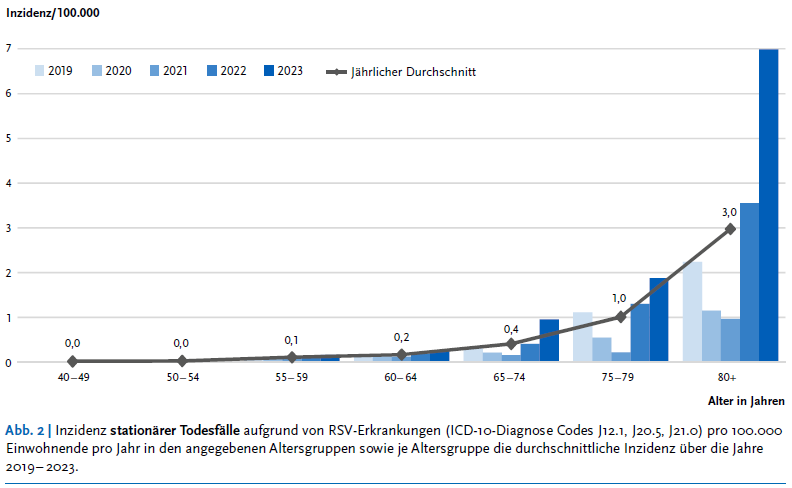 Inzidenz/100.000
7
2019 2020 2021 2022 2023 Jährlicher Durchschnitt
6
5
4
3
2
1
0
0,0 0,0 0,1 0,2 0,4 1,0 3,0
40–49 50–54 55–59 60–64 65–74 75–79 80+
Alter in Jahren
Abb. 2 | Inzidenz stationärer Todesfälle aufgrund von RSV-Erkrankungen (ICD-10-Diagnose Codes J12.1, J20.5, J21.0) pro 100.000
Einwohnende pro Jahr in den angegebenen Altersgruppen sowie je Altersgruppe die durchschnittliche Inzidenz über die Jahre
2019–2023.